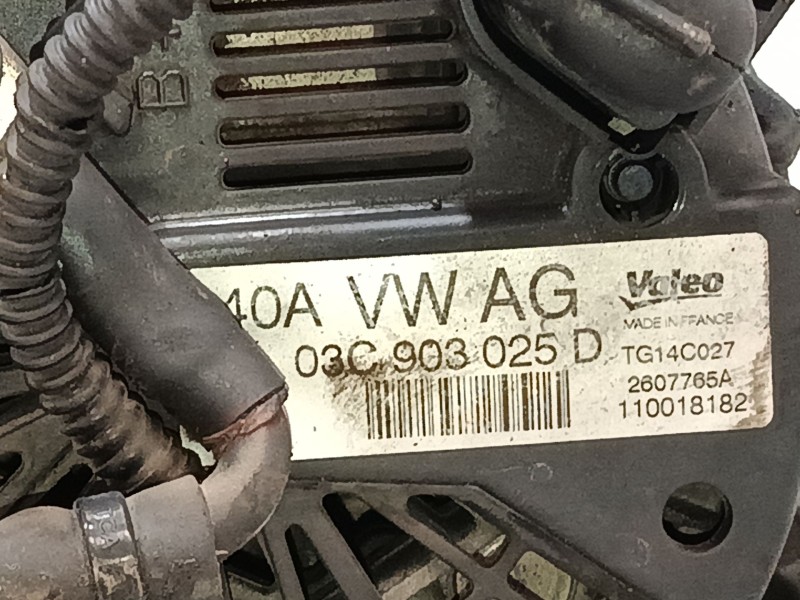 B+
40A VW AG
Valeo
MADE IN FRANCE
03C 903 025 D
TG14C027
2607765A
110018182